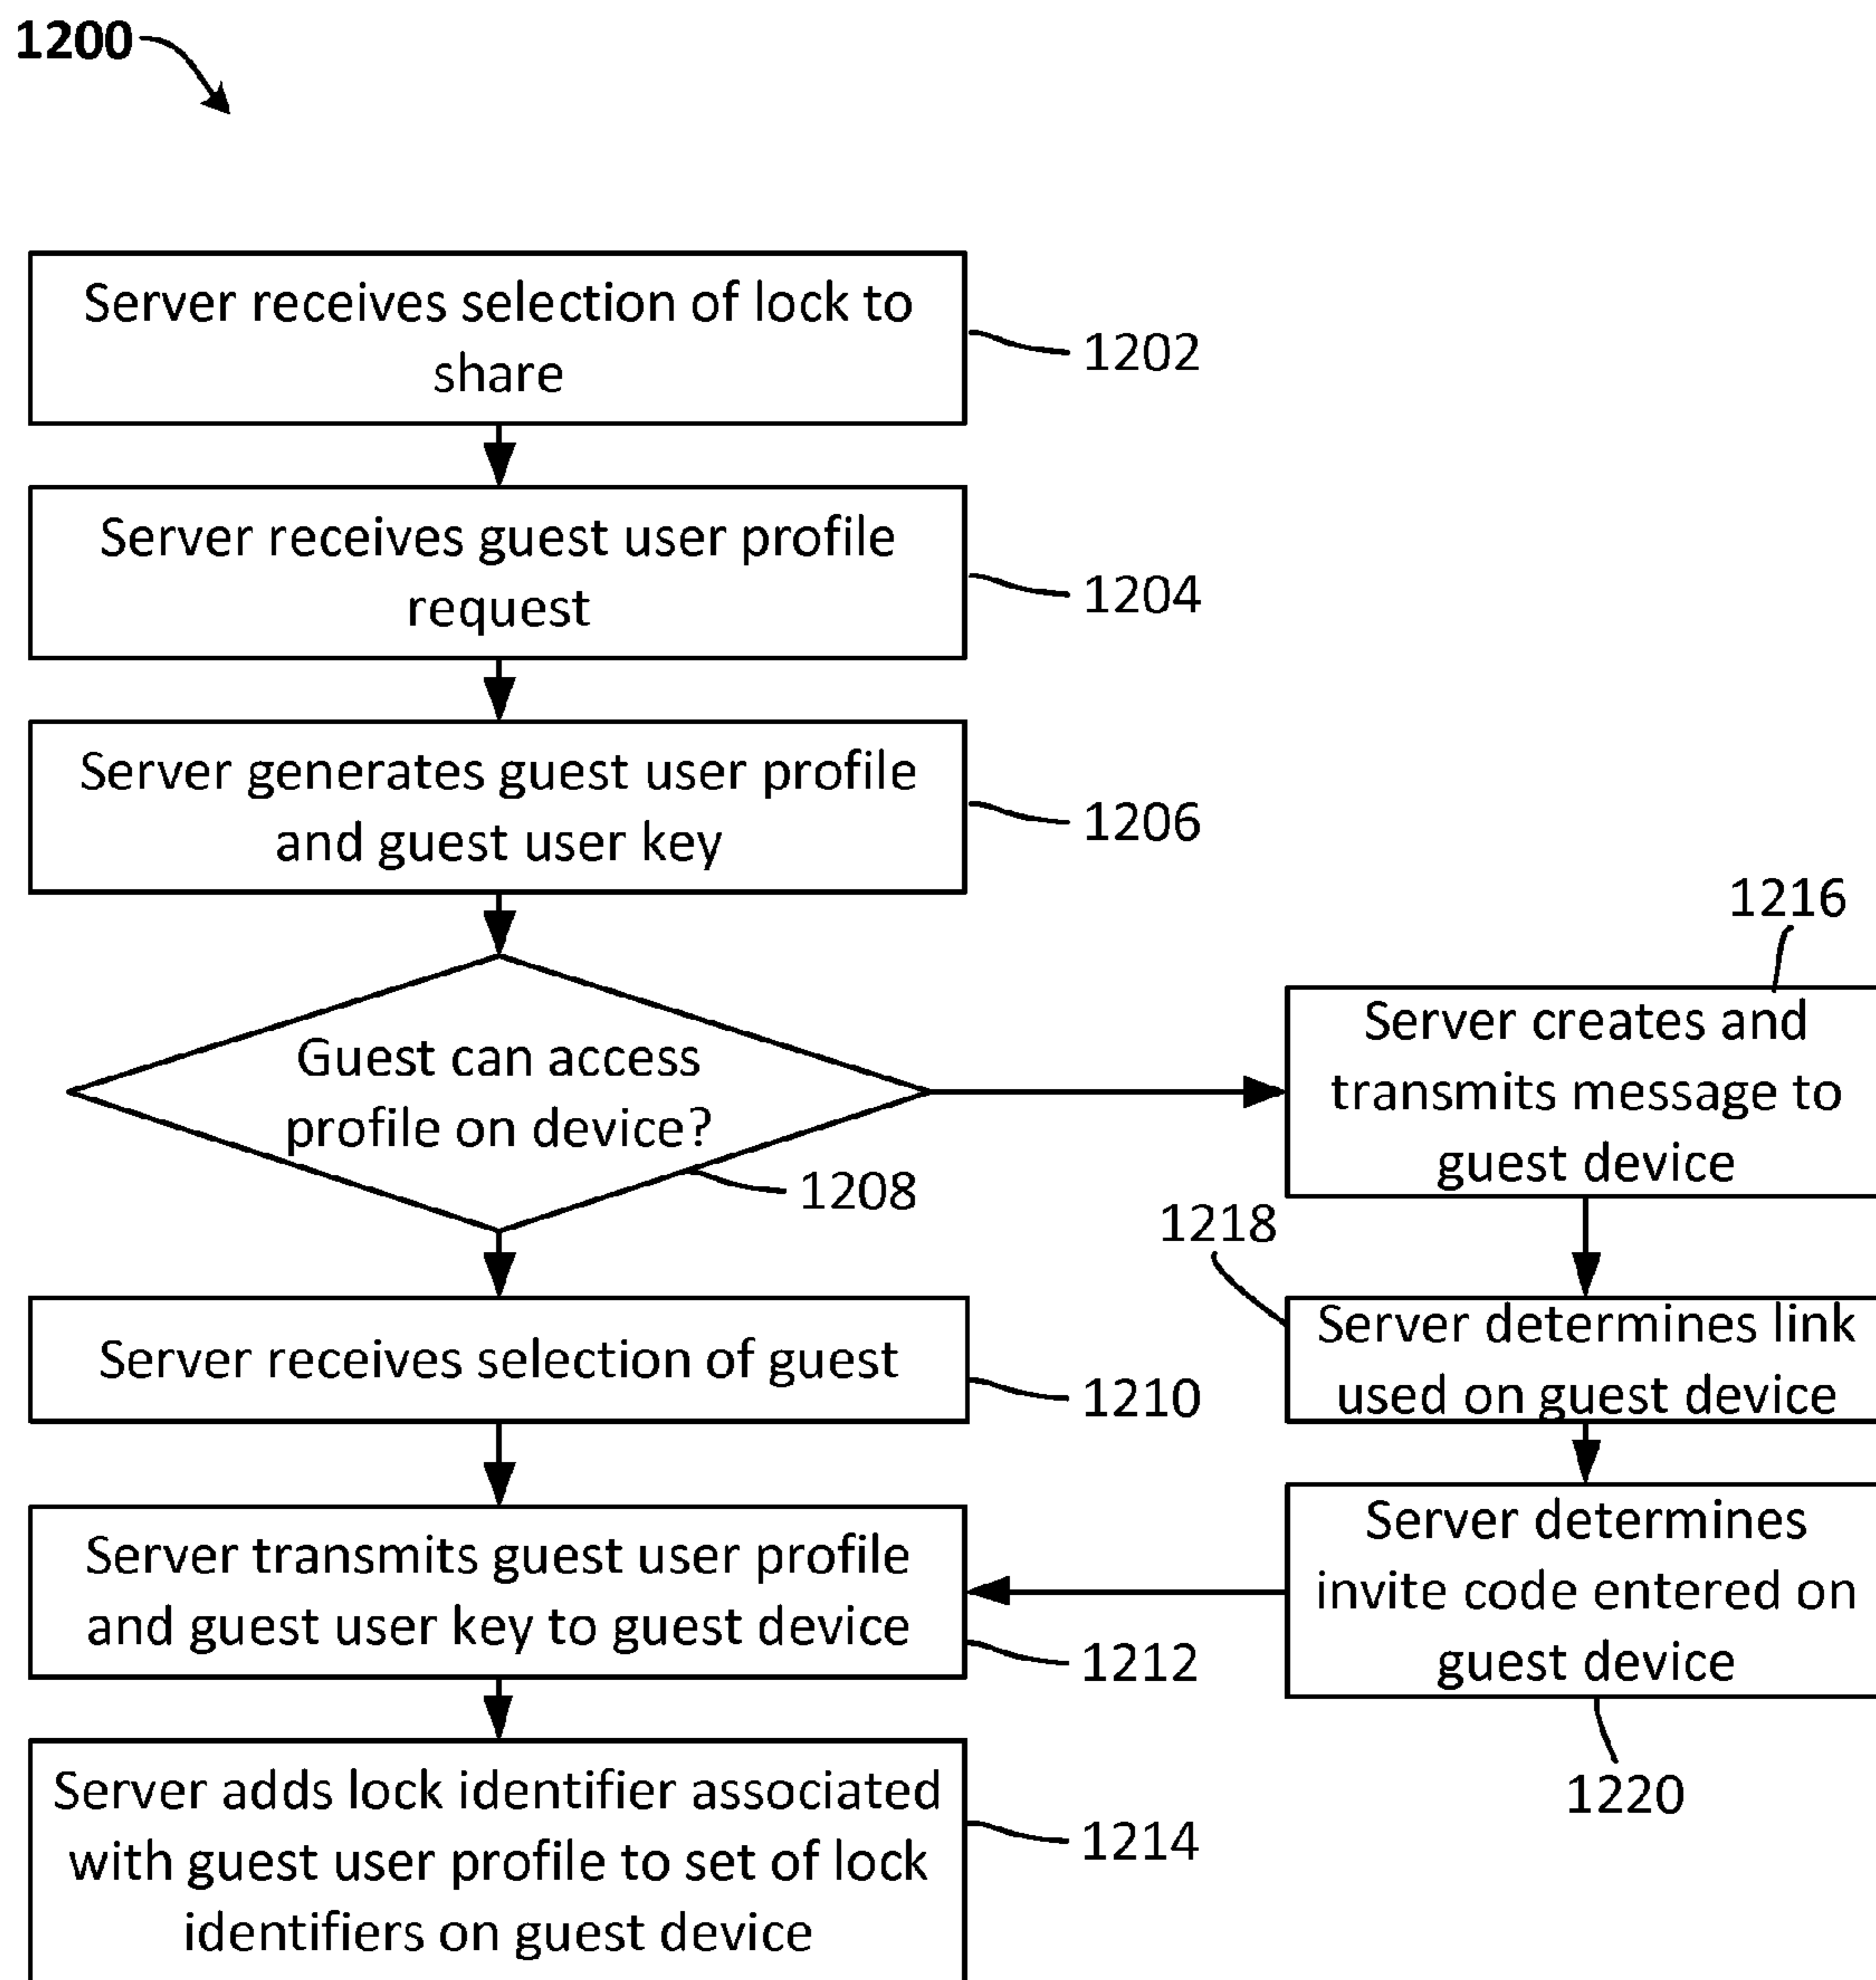 1200
Server receives selection of lock to
share
1202
Server receives guest user profile
request
1204
Server generates guest user profile
and guest user key
1206
Guest can access
profile on device?
1208
Server receives selection of guest
1210
Server transmits guest user profile
and guest user key to guest device
1212
Server adds lock identifier associated
with guest user profile to set of lock
identifiers on guest device
1214
1216
Server creates and
transmits message to
guest device
1218
Server determines link
used on guest device
Server determines
invite code entered on
guest device
1220